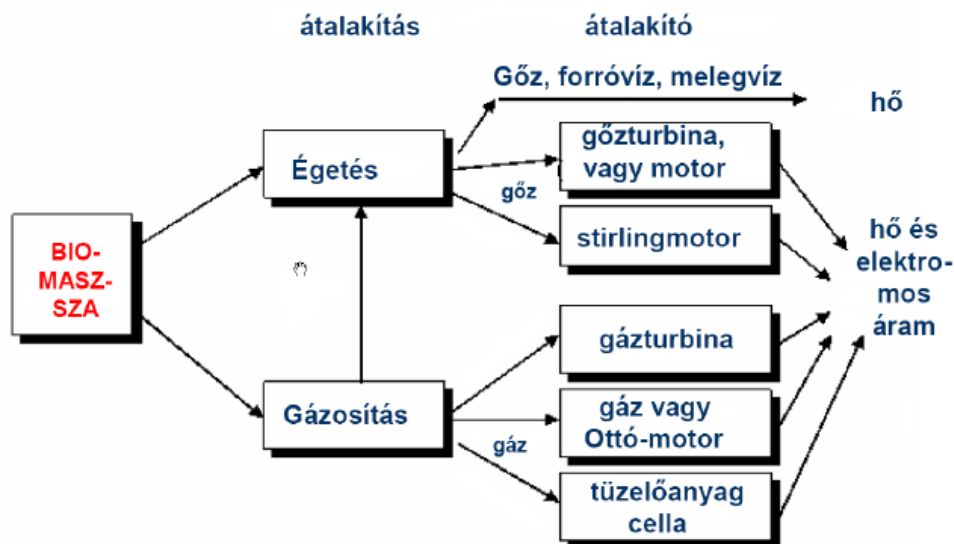 átalakítás
átalakító
Gőz, forróvíz, melegvíz
hő
Égetés
gőzturbina,
vagy motor
gőz
stirlingmotor
hő és
elektro-
mos
áram
BIO-
MASZ-
SZA
gázturbina
Gázosítás
gáz vagy
Ottó-motor
gáz
tüzelőanyag
cella